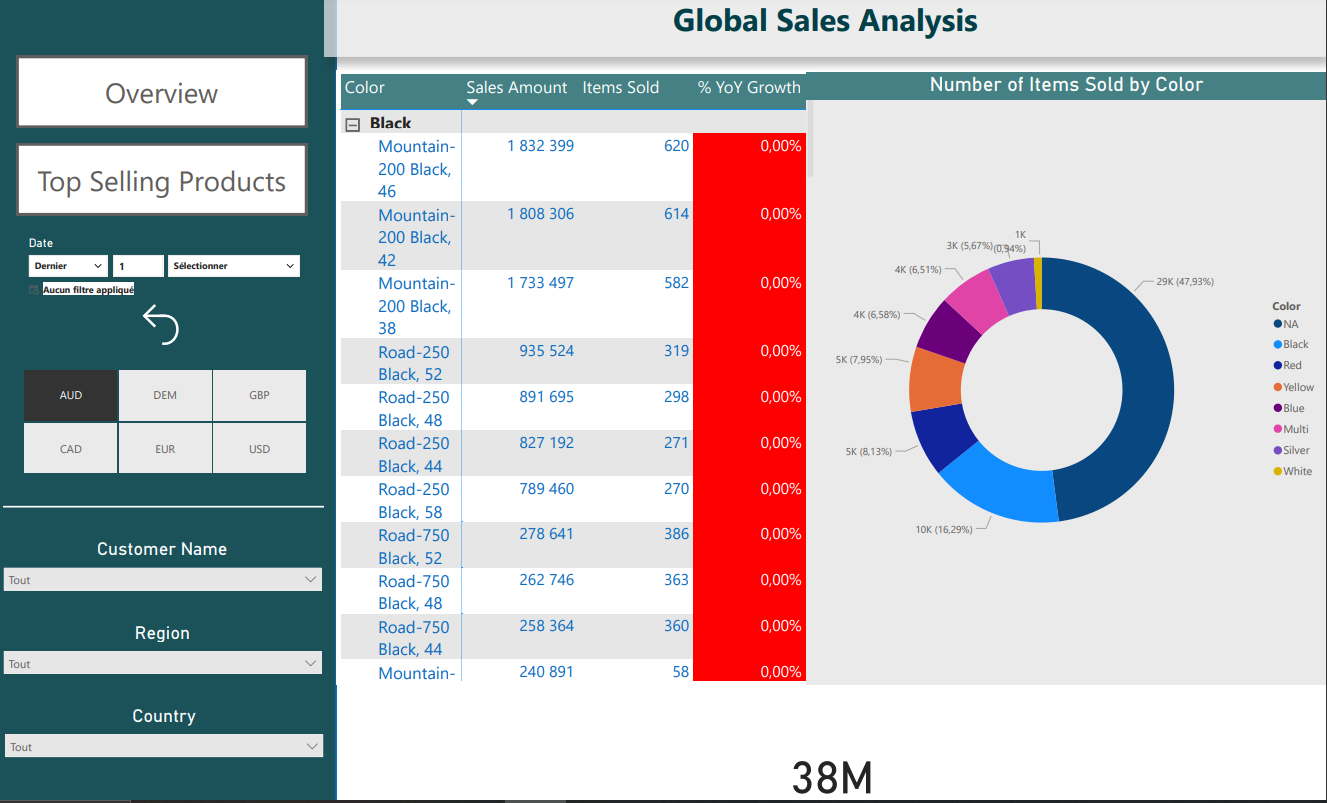 Global Sales Analysis
Overview
Top Selling Products
Date
Dernier 1 Sélectionner
Aucun filtre appliqué
AUD DEM GBP
CAD EUR USD
Customer Name
Tout
Region
Tout
Country
Tout
Color Sales Amount Items Sold % YoY Growth
Black
Mountain- 1 832 399 620 0,00%
200 Black,
46
Mountain- 1 808 306 614 0,00%
200 Black,
42
Mountain- 1 733 497 582 0,00%
200 Black,
38
Road-250 935 524 319 0,00%
Black, 52
Road-250 891 695 298 0,00%
Black, 48
Road-250 827 192 271 0,00%
Black, 44
Road-250 789 460 270 0,00%
Black, 58
Road-750 278 641 386 0,00%
Black, 52
Road-750 262 746 363 0,00%
Black, 48
Road-750 258 364 360 0,00%
Black, 44
Mountain- 240 891 58 0,00%
Number of Items Sold by Color
1K
(0,94%)
3K (5,67%)
4K (6,51%)
4K (6,58%)
5K (7,95%)
5K (8,13%)
10K (16,29%)
29K (47,93%)
Color
NA
Black
Red
Yellow
Blue
Multi
Silver
White
38M